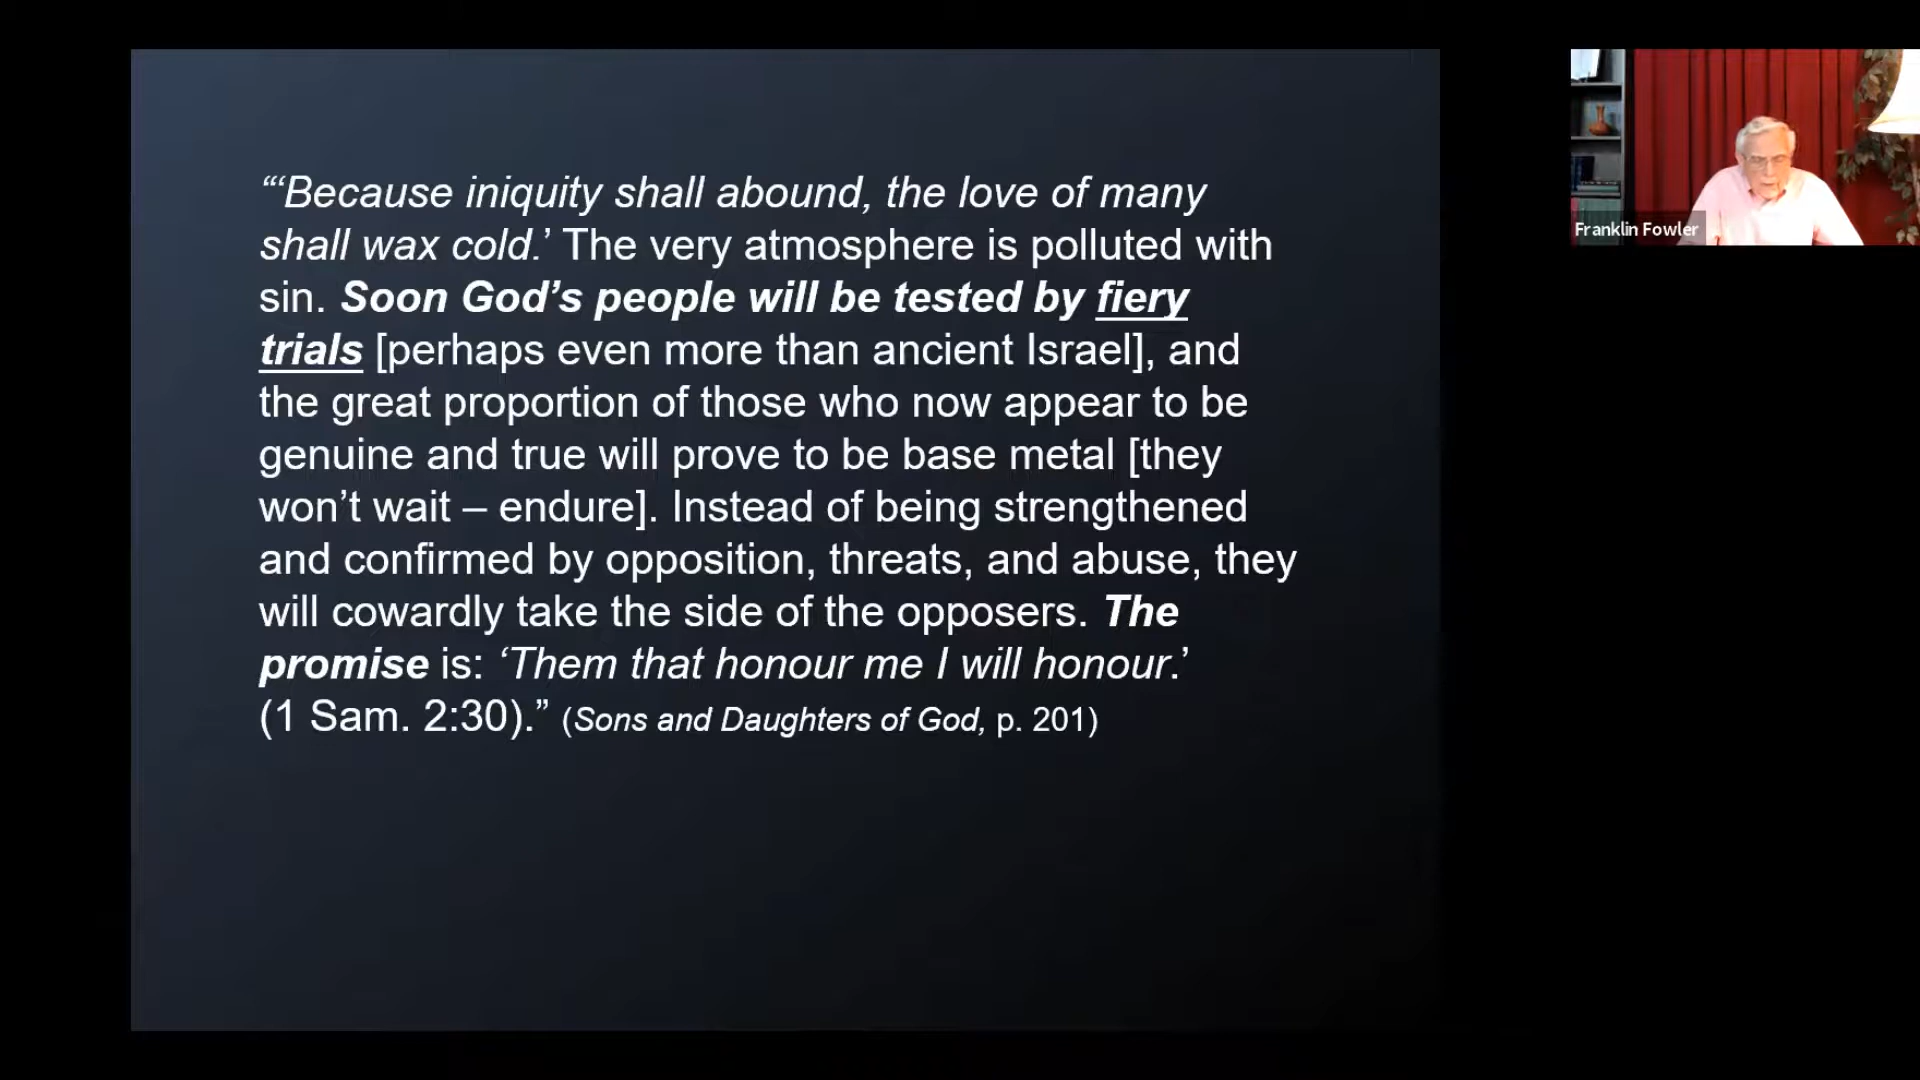 “‘Because iniquity shall abound, the love of many
shall wax cold.’ The very atmosphere is polluted with
sin. Soon God’s people will be tested by fiery
trials [perhaps even more than ancient Israel], and
the great proportion of those who now appear to be
genuine and true will prove to be base metal [they
won’t wait – endure]. Instead of being strengthened
and confirmed by opposition, threats, and abuse, they
will cowardly take the side of the opposers. The
promise is: ‘Them that honour me I will honour.’
(1 Sam. 2:30).” (Sons and Daughters of God, p. 201)
Franklin Fowler